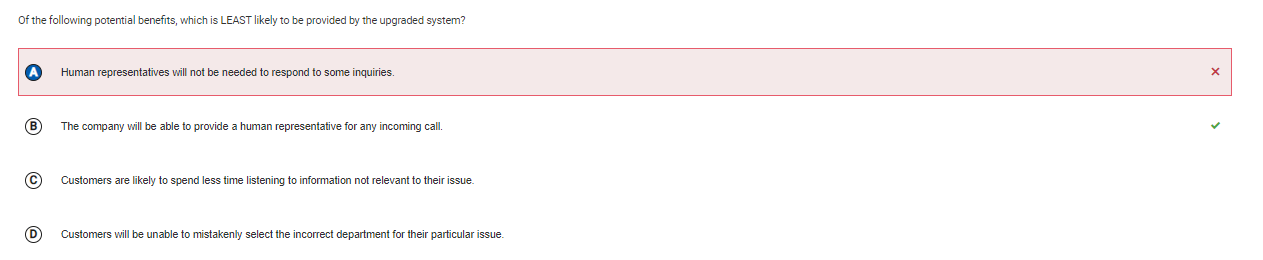 Of the following potential benefits, which is LEAST likely to be provided by the upgraded system?
A Human representatives will not be needed to respond to some inquiries.
B The company will be able to provide a human representative for any incoming call.
C Customers are likely to spend less time listening to information not relevant to their issue.
D Customers will be unable to mistakenly select the incorrect department for their particular issue.